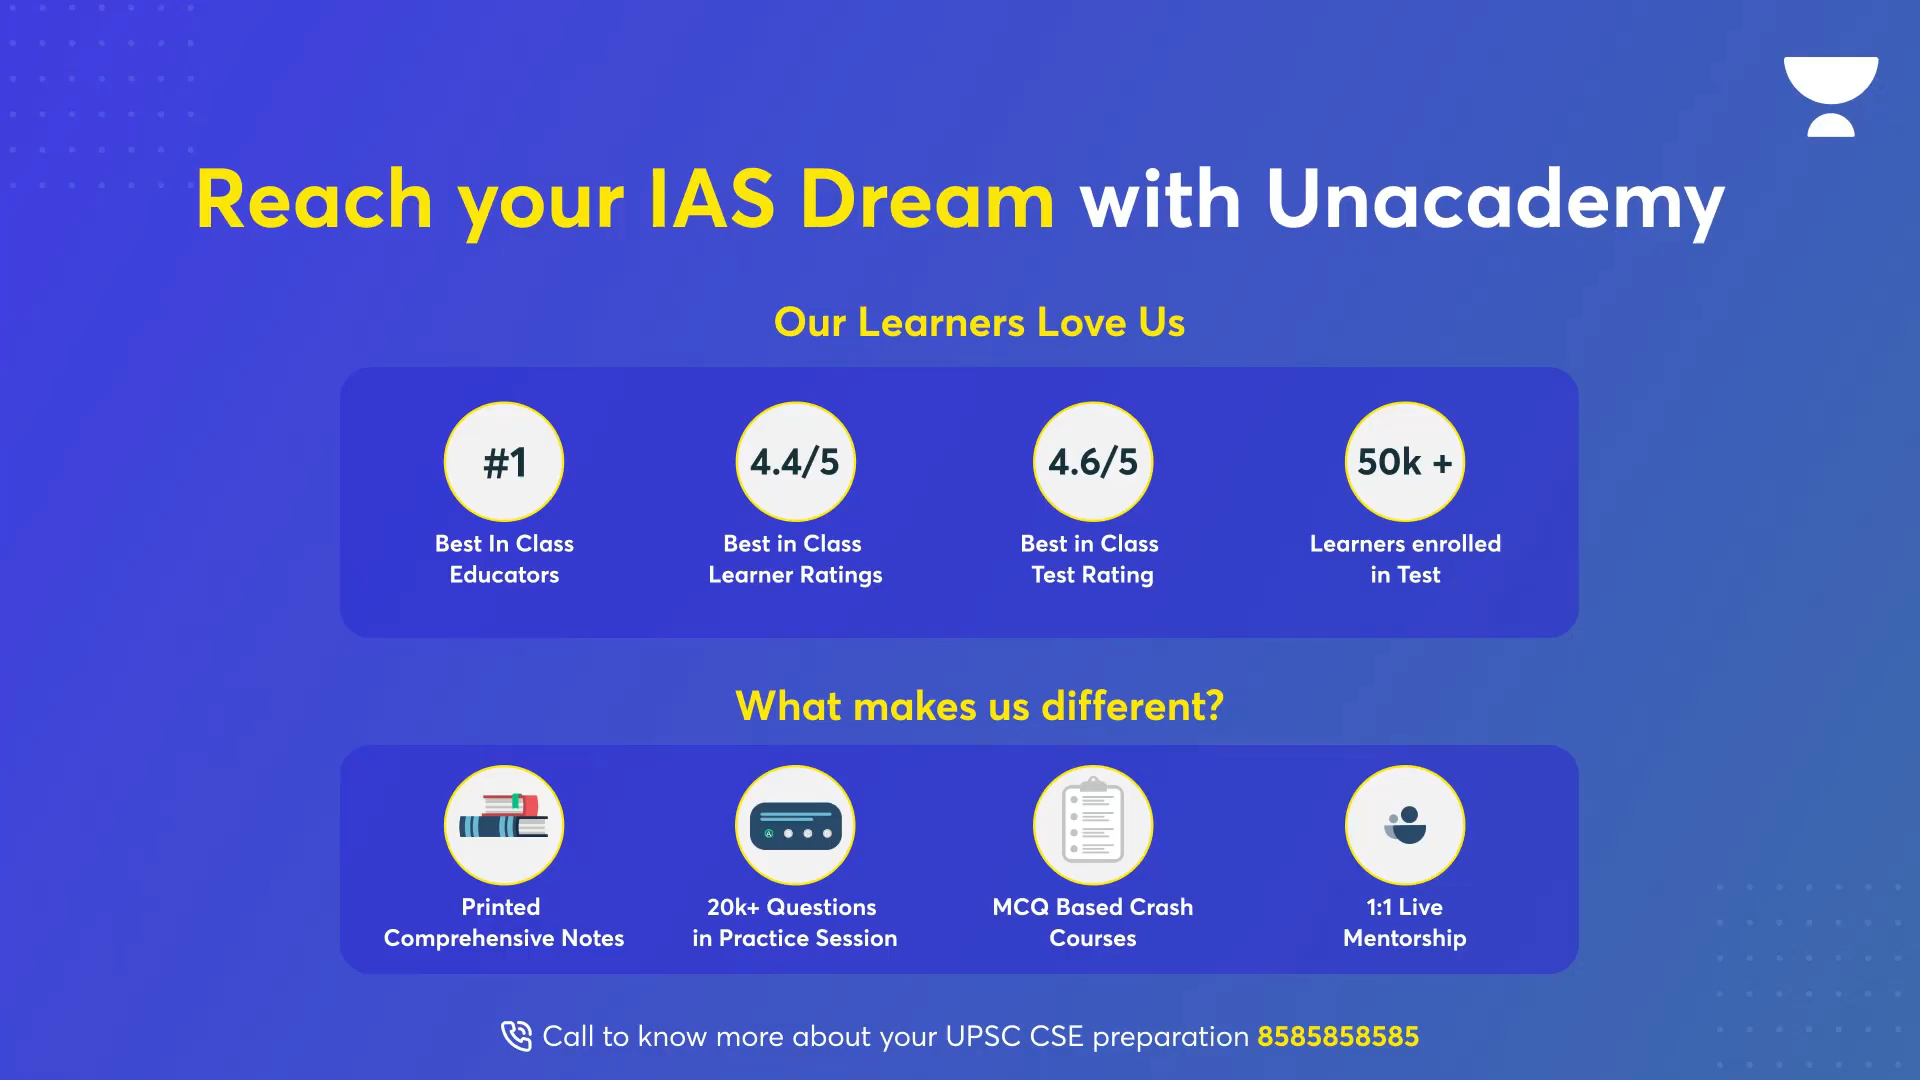 Reach your IAS Dream with Unacademy
Our Learners Love Us
#1
Best In Class
Educators
4.4/5
Best in Class
Learner Ratings
4.6/5
Best in Class
Test Rating
50k +
Learners enrolled
in Test
What makes us different?
Printed
Comprehensive Notes
20k+ Questions
in Practice Session
MCQ Based Crash
Courses
1:1 Live
Mentorship
Call to know more about your UPSC CSE preparation 8585858585